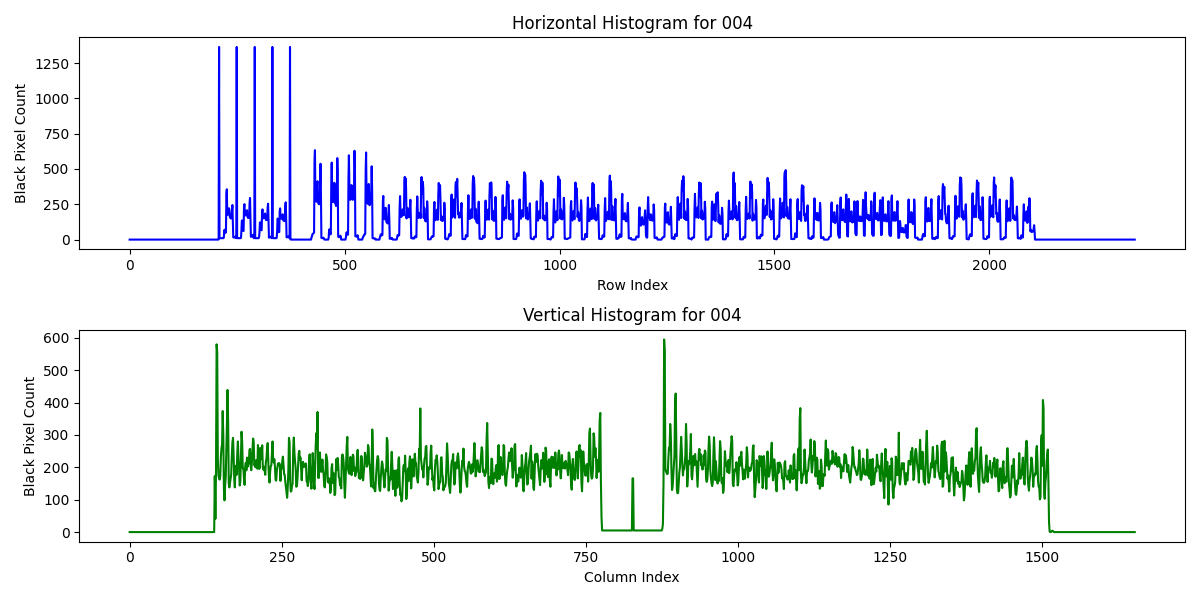 Horizontal Histogram for 004
Black Pixel Count
1250
1000
750
500
250
0
0 500 1000 1500 2000
Row Index
Vertical Histogram for 004
Black Pixel Count
600
500
400
300
200
100
0
0 250 500 750 1000 1250 1500
Column Index